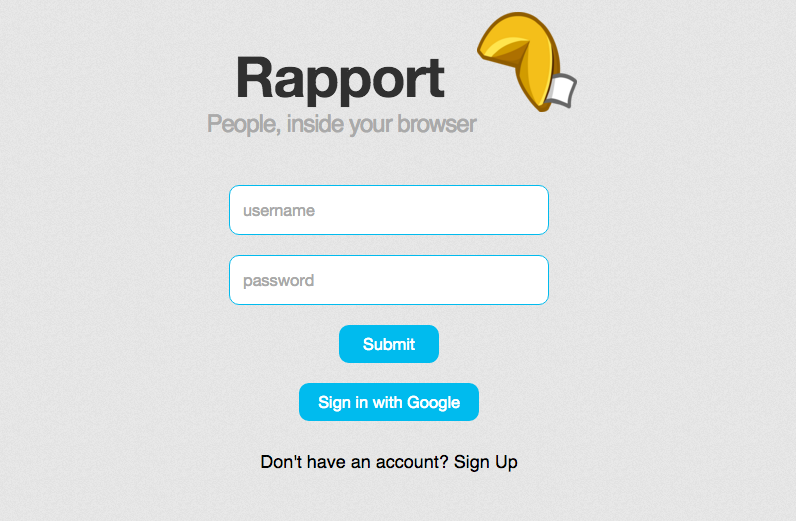 Rapport
People, inside your browser
username
password
Submit
Sign in with Google
Don't have an account? Sign Up